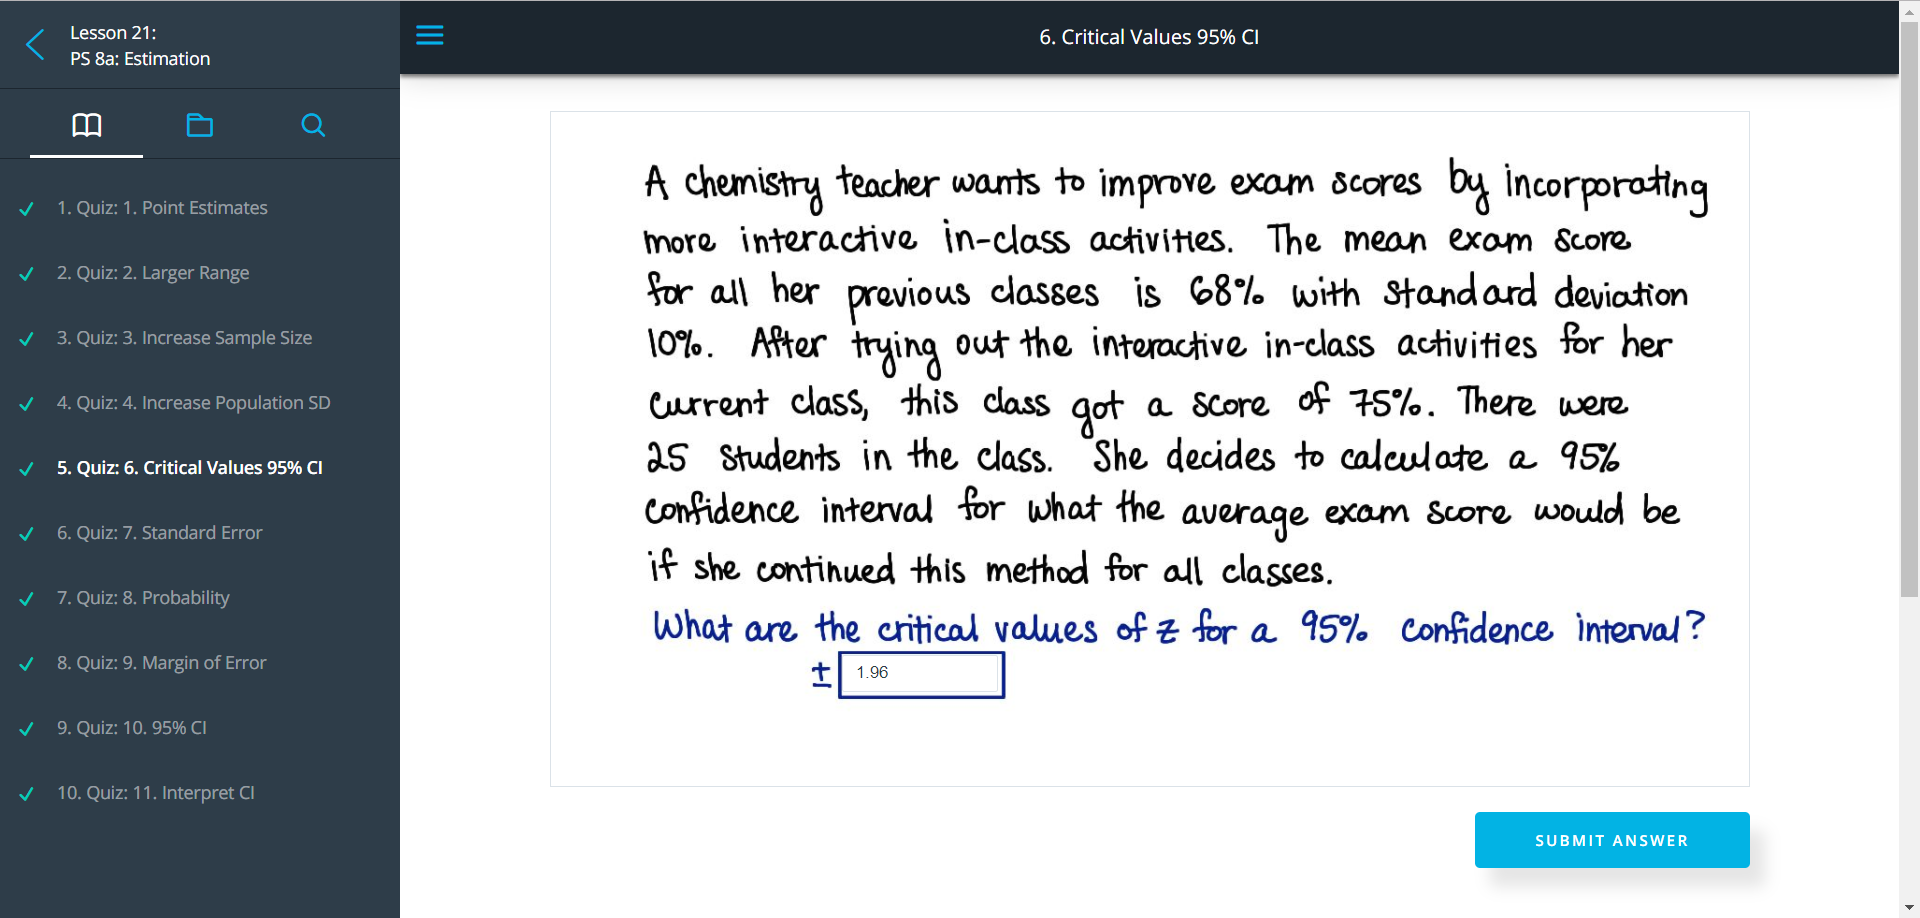 Lesson 21:
PS 8a: Estimation
6. Critical Values 95% CI
1. Quiz: 1. Point Estimates
2. Quiz: 2. Larger Range
3. Quiz: 3. Increase Sample Size
4. Quiz: 4. Increase Population SD
5. Quiz: 6. Critical Values 95% CI
6. Quiz: 7. Standard Error
7. Quiz: 8. Probability
8. Quiz: 9. Margin of Error
9. Quiz: 10. 95% CI
10. Quiz: 11. Interpret CI
A chemistry teacher wants to improve exam scores by incorporating
more interactive in-class activities. The mean exam score
for all her previous classes is 68% with standard deviation
10%. After trying out the interactive in-class activities for her
current class, this class got a score of 75%. There were
25 students in the class. She decides to calculate a 95%
confidence interval for what the average exam score would be
if she continued this method for all classes.
What are the critical values of z for a 95% confidence interval?
± 1.96
SUBMIT ANSWER